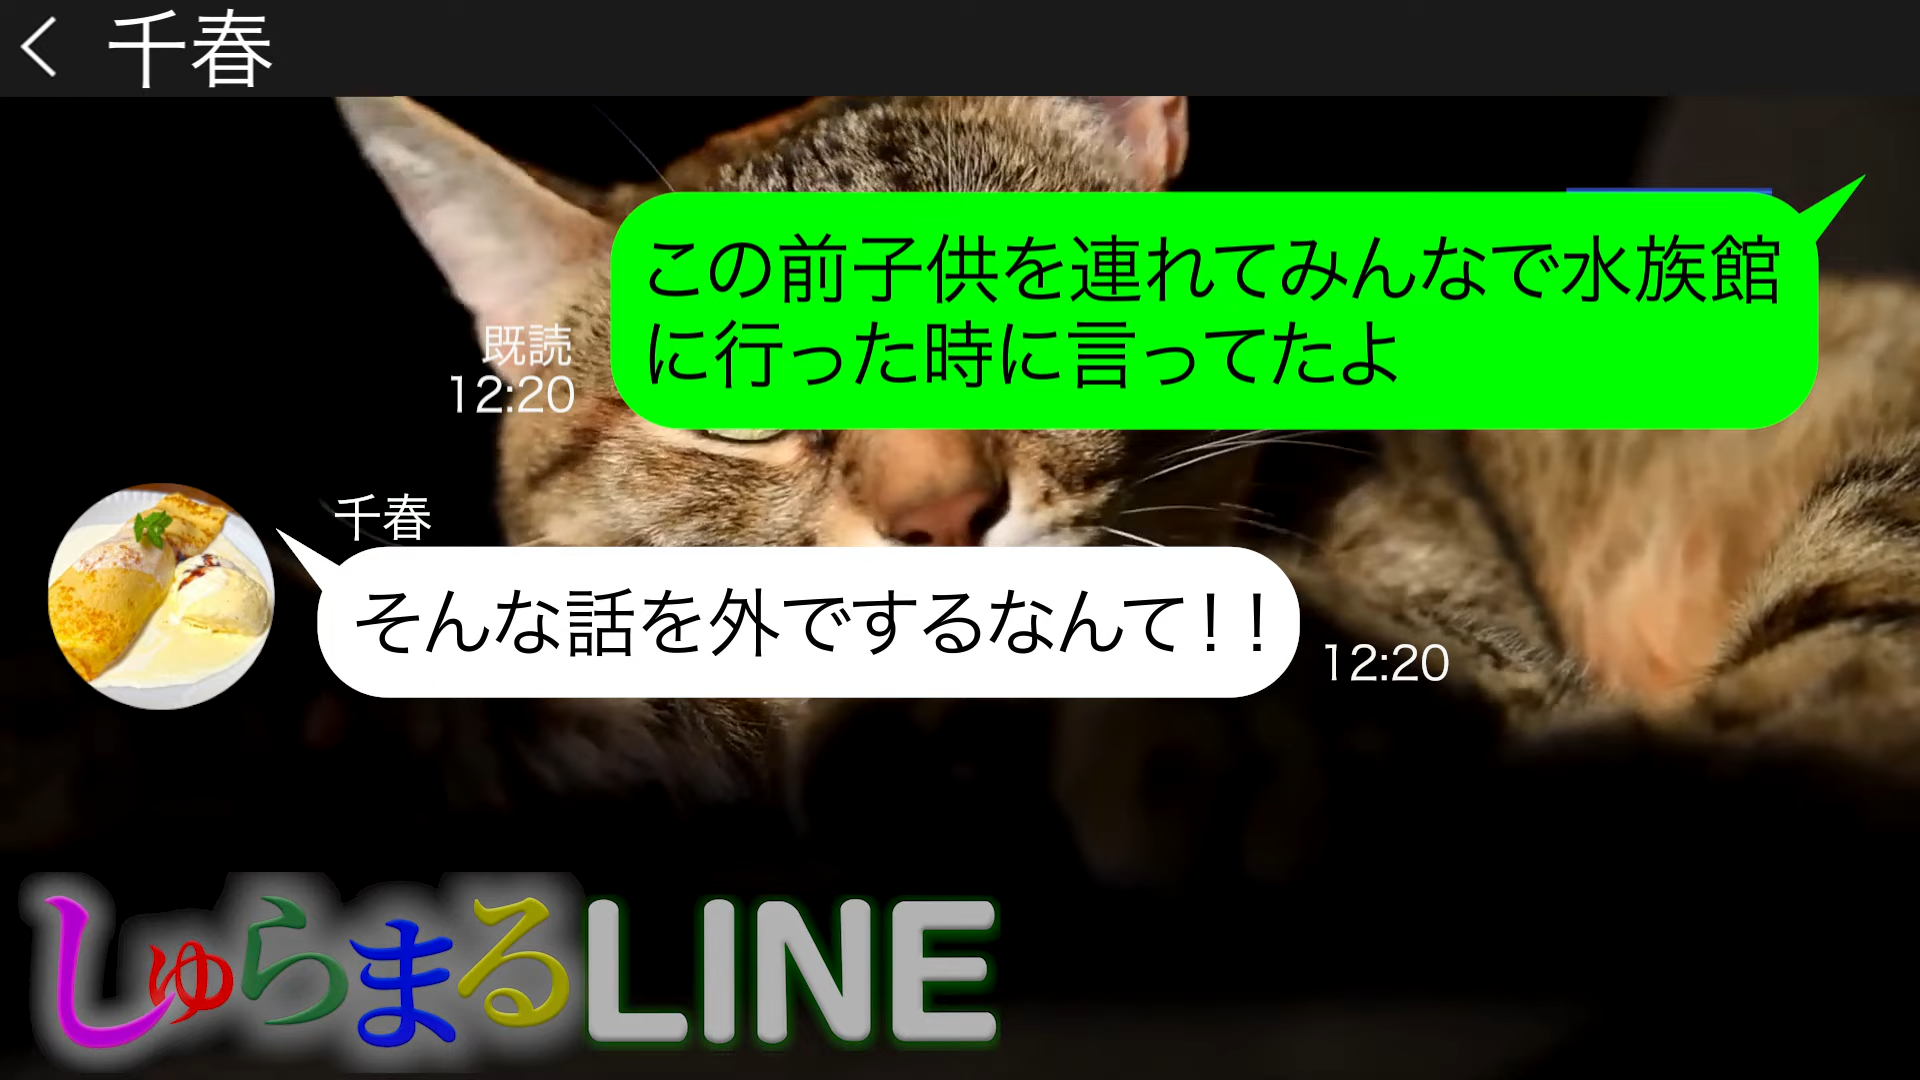 千春
この前子供を連れてみんなで水族館
に行った時に言ってたよ
既読
12:20
千春
そんな話を外でするなんて！！
12:20
しゅらまるLINE